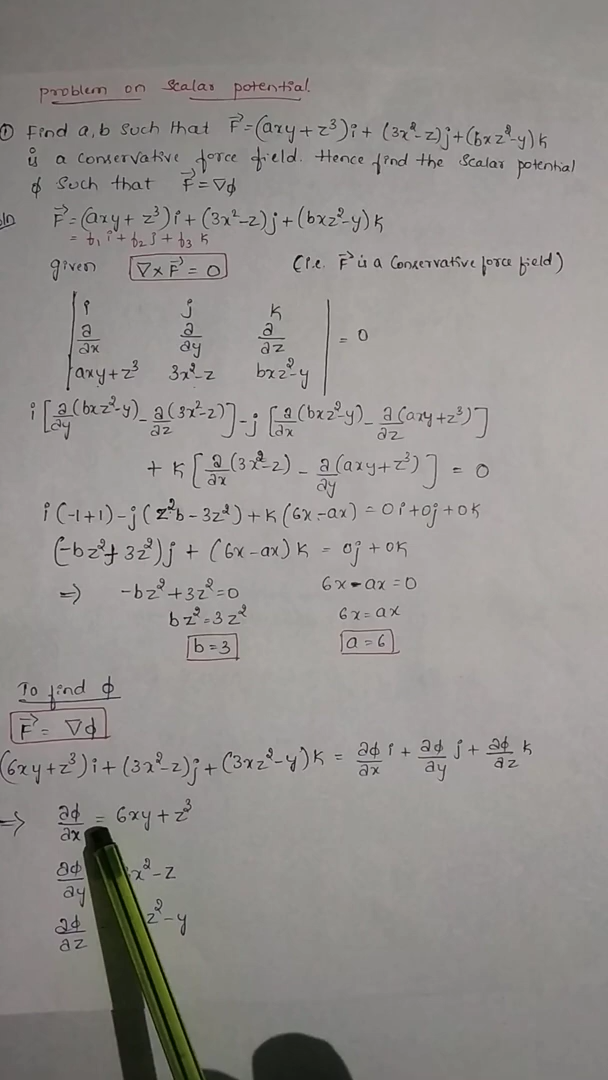 problem on scalar potential.
① Find a, b such that F⃗=(axy+z³)i+(3x²-z)j+(bxz²-y)k
is a conservative force field. Hence find the scalar potential
ϕ such that F⃗=∇ϕ
F⃗=(axy+z³)i+(3x²-z)j+(bxz²-y)k
= f₁ i + f₂ j + f₃ k
given ∇×F⃗=0 (i.e. F⃗ is a conservative force field)
| i j k |
| ∂/∂x ∂/∂y ∂/∂z | = 0
| axy+z³ 3x²-z bxz²-y |
i[∂/∂y(bxz²-y)-∂/∂z(3x²-z)]-j[∂/∂x(bxz²-y)-∂/∂z(axy+z³)]
+k[∂/∂x(3x²-z)-∂/∂y(axy+z³)]=0
i(-1+1)-j(z²b-3z²)+k(6x-ax)=0i+0j+0k
(-bz²+3z²)j+(6x-ax)k=0j+0k
⇒ -bz²+3z²=0 6x-ax=0
bz²=3z² 6x=ax
b=3 a=6
To find ϕ
F⃗=∇ϕ
(6xy+z³)i+(3x²-z)j+(3xz²-y)k=∂ϕ/∂x i+∂ϕ/∂y j+∂ϕ/∂z k
⇒ ∂ϕ/∂x=6xy+z³
∂ϕ/∂y x²-z
∂ϕ/∂z z²-y